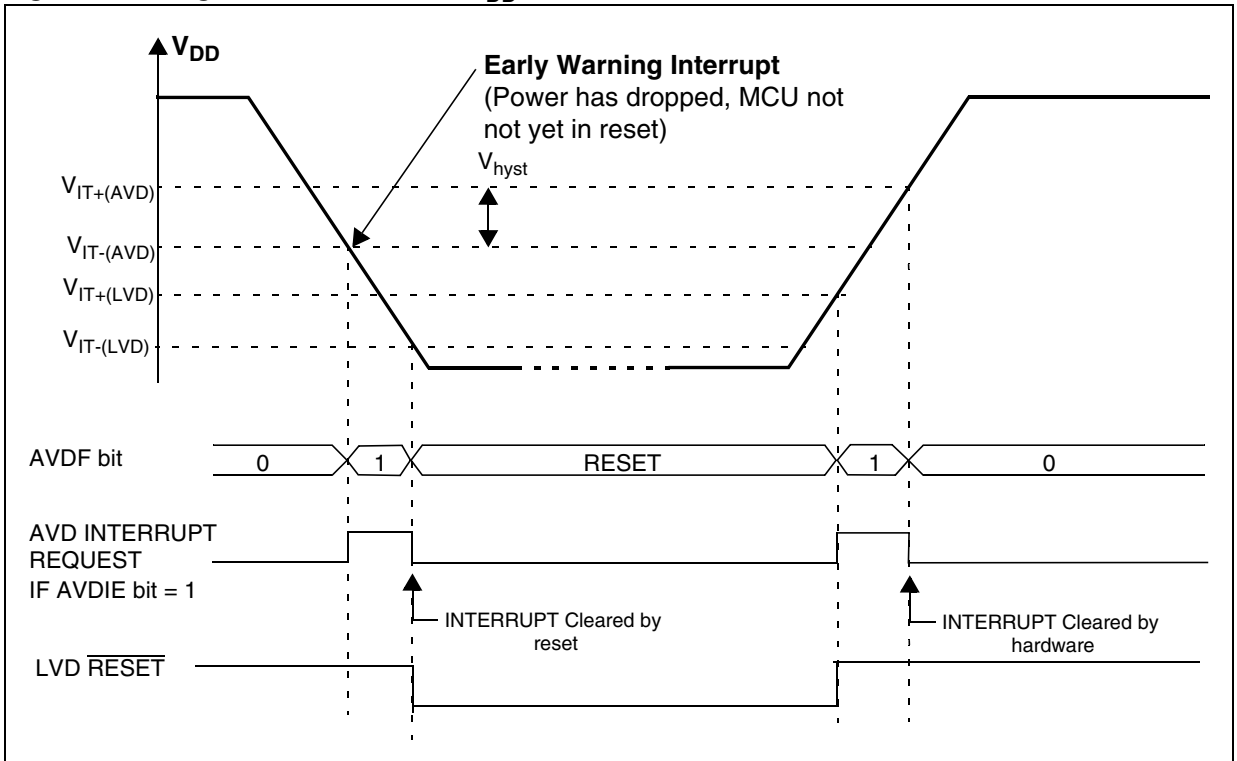 DD
V_DD
Early Warning Interrupt
(Power has dropped, MCU not
not yet in reset)
V_hyst
V_IT+(AVD)
V_IT-(AVD)
V_IT+(LVD)
V_IT-(LVD)
AVDF bit
0
1
RESET
1
0
AVD INTERRUPT
REQUEST
IF AVDIE bit = 1
INTERRUPT Cleared by
reset
INTERRUPT Cleared by
hardware
LVD RESET